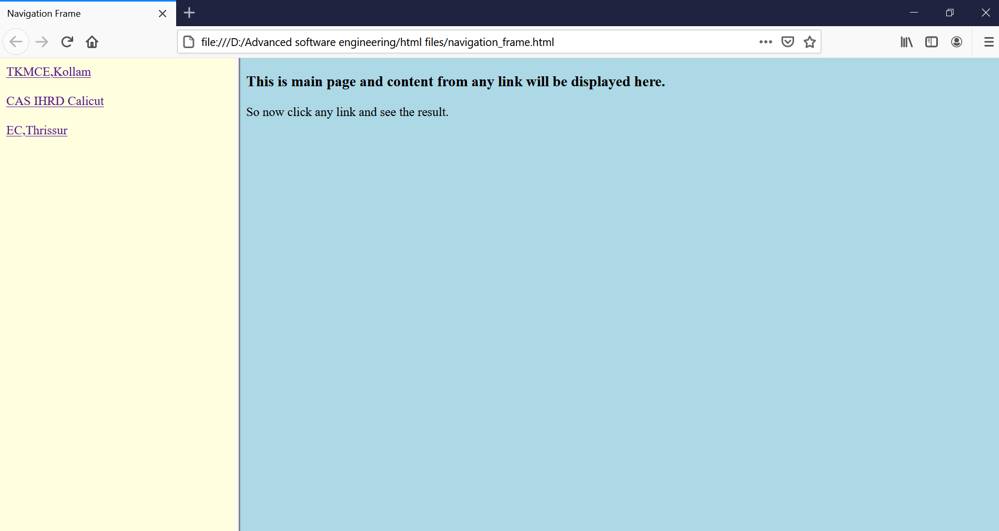 Navigation Frame
file:///D:/Advanced software engineering/html files/navigation_frame.html
TKMCE,Kollam
CAS IHRD Calicut
EC,Thrissur
This is main page and content from any link will be displayed here.
So now click any link and see the result.